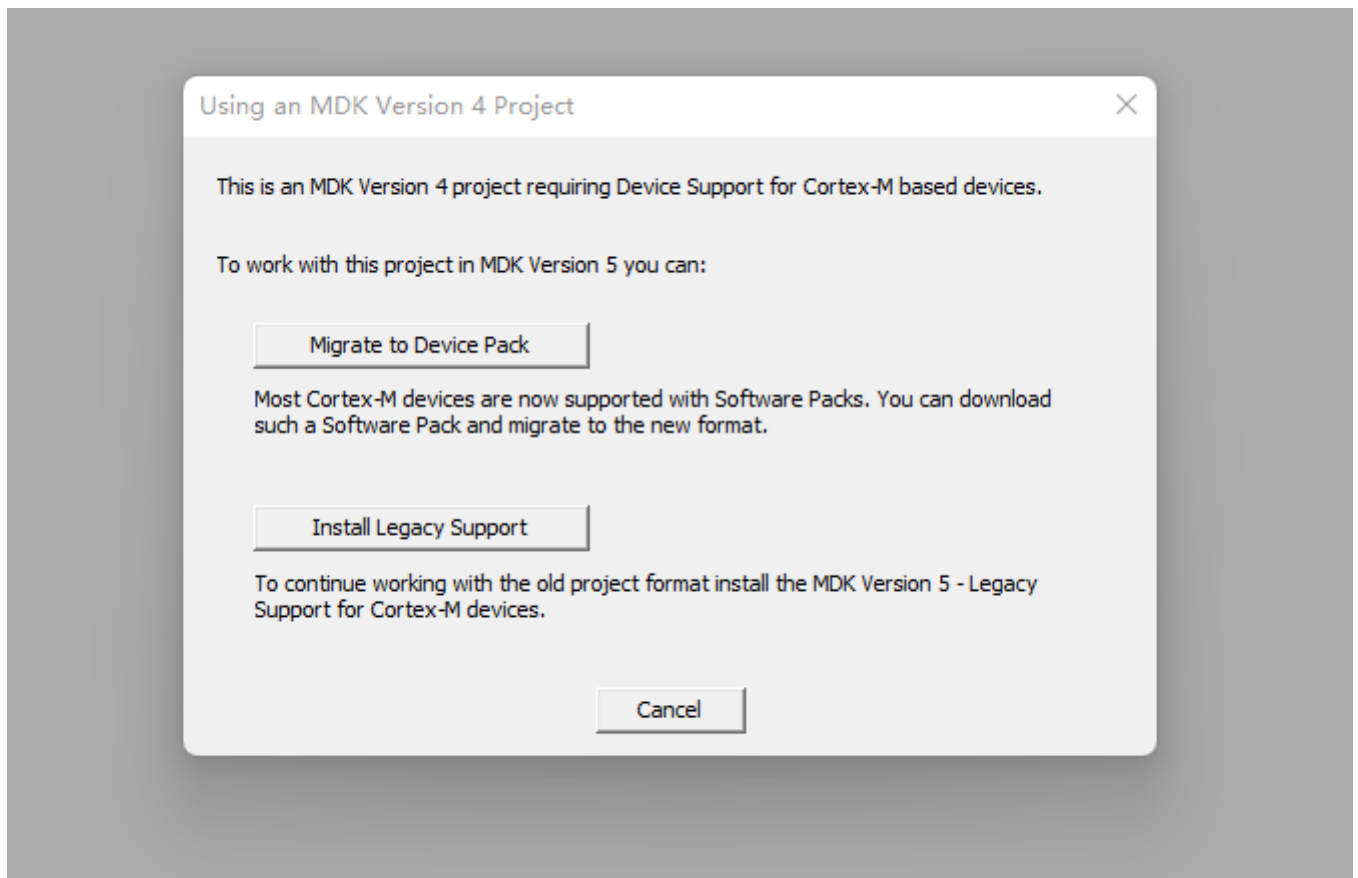 Using an MDK Version 4 Project
This is an MDK Version 4 project requiring Device Support for Cortex-M based devices.
To work with this project in MDK Version 5 you can:
Migrate to Device Pack
Most Cortex-M devices are now supported with Software Packs. You can download
such a Software Pack and migrate to the new format.
Install Legacy Support
To continue working with the old project format install the MDK Version 5 - Legacy
Support for Cortex-M devices.
Cancel